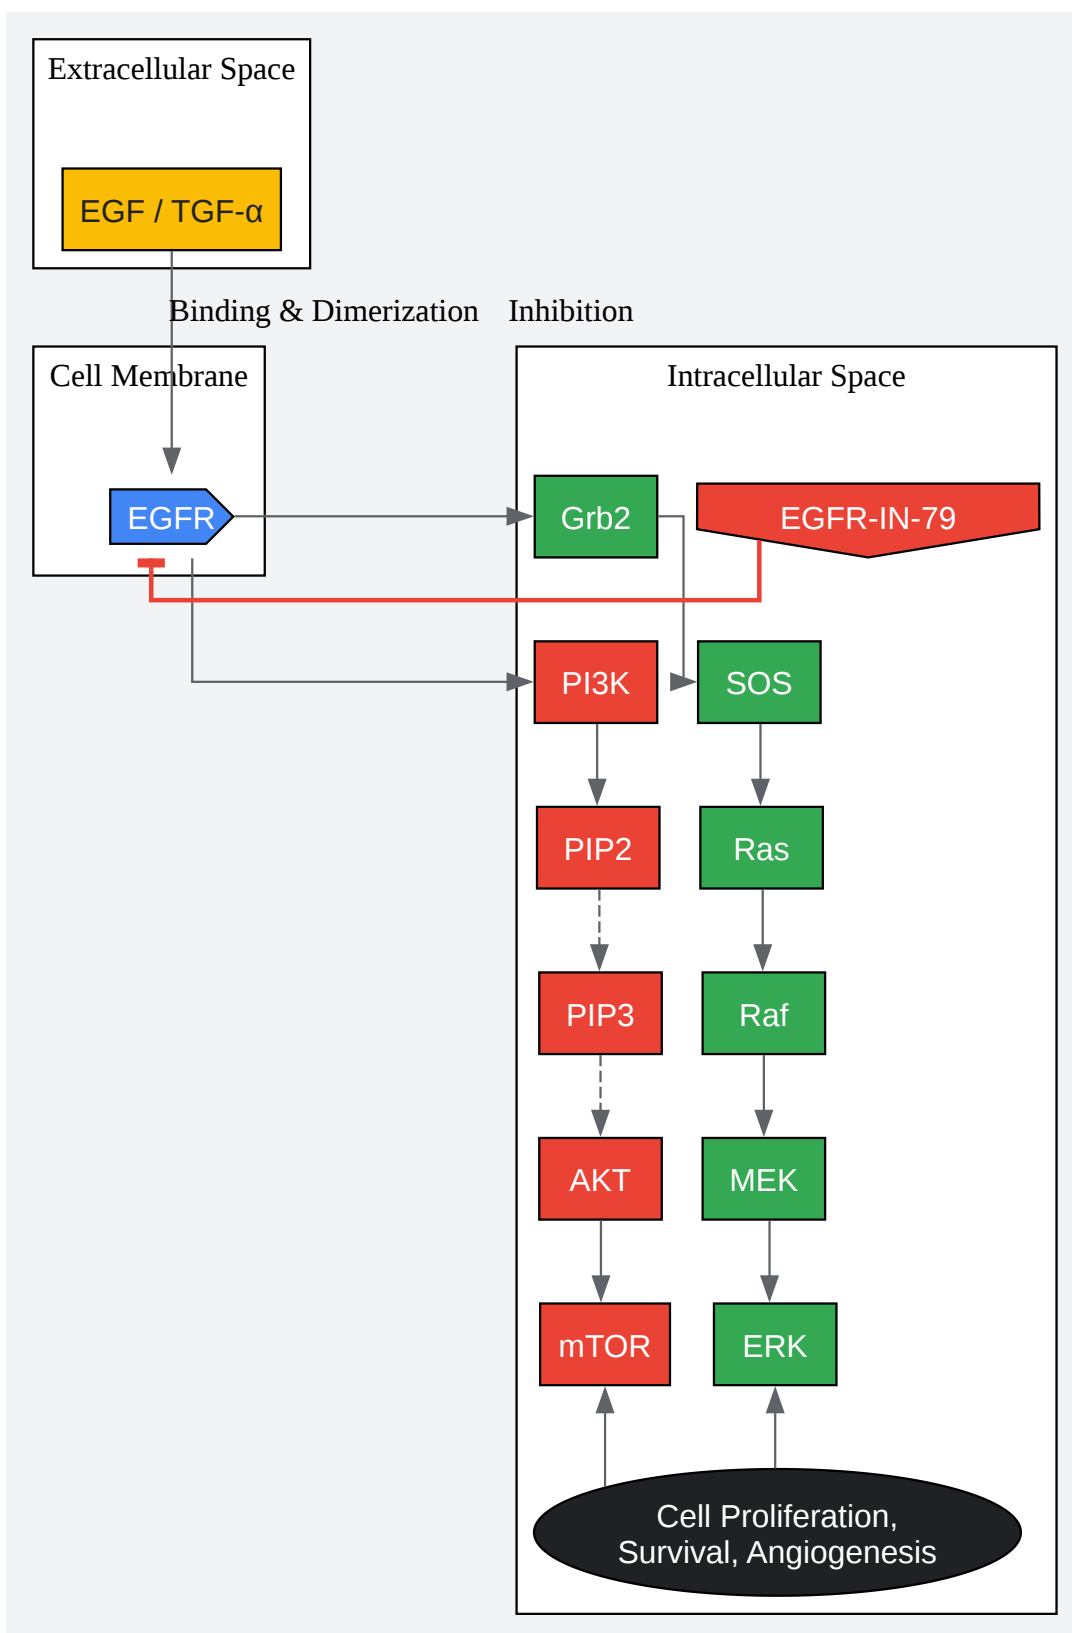 Extracellular Space
EGF / TGF-α
Binding & Dimerization
Inhibition
Cell Membrane
Intracellular Space
EGFR
Grb2
EGFR-IN-79
PI3K
SOS
PIP2
Ras
PIP3
Raf
AKT
MEK
mTOR
ERK
Cell Proliferation,
Survival, Angiogenesis